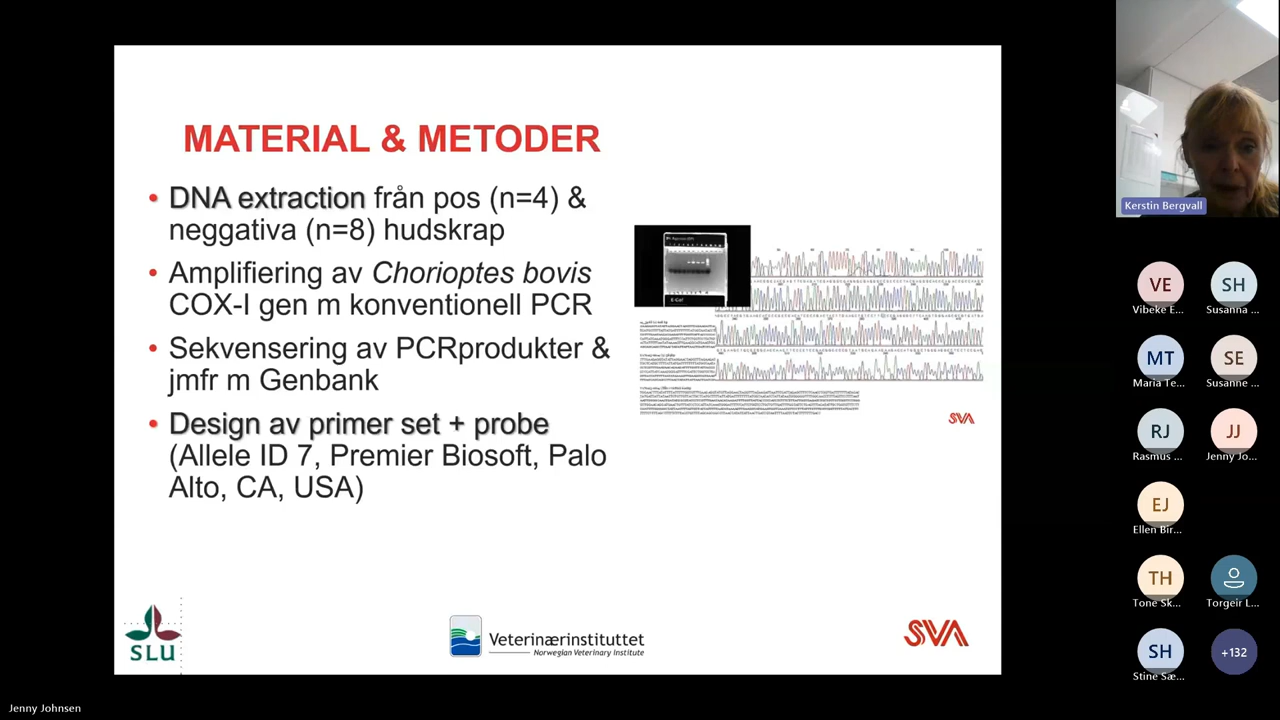 MATERIAL & METODER
• DNA extraction från pos (n=4) &
neggativa (n=8) hudskrap
• Amplifiering av Chorioptes bovis
COX-I gen m konventionell PCR
• Sekvensering av PCRprodukter &
jmfr m Genbank
• Design av primer set + probe
(Allele ID 7, Premier Biosoft, Palo
Alto, CA, USA)
SVA
SLU
Veterinærinstituttet
Norwegian Veterinary Institute
SVA
Kerstin Bergvall
VE
Vibeke E...
SH
Susanna ...
MT
Maria Te...
SE
Susanne ...
RJ
Rasmus ...
JJ
Jenny Jo...
EJ
Ellen Bir...
TH
Tone Sk...
Torgeir L...
SH
Stine Sæ...
+132
Jenny Johnsen